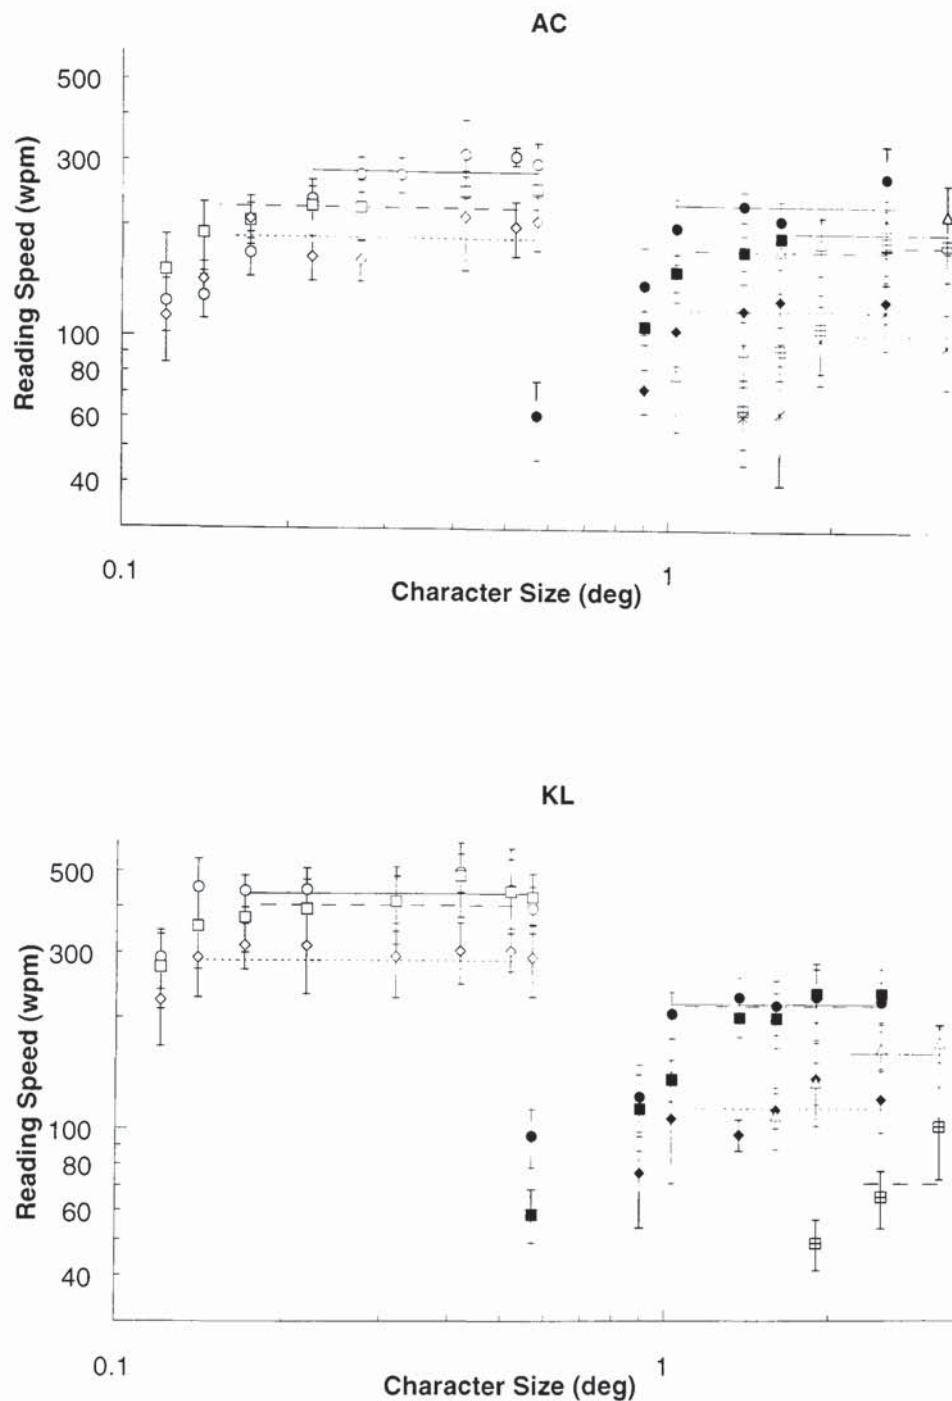 AC
Reading Speed (wpm)
500
300
100
80
60
40
0.1
1
Character Size (deg)
KL
Reading Speed (wpm)
500
300
100
80
60
40
0.1
1
Character Size (deg)